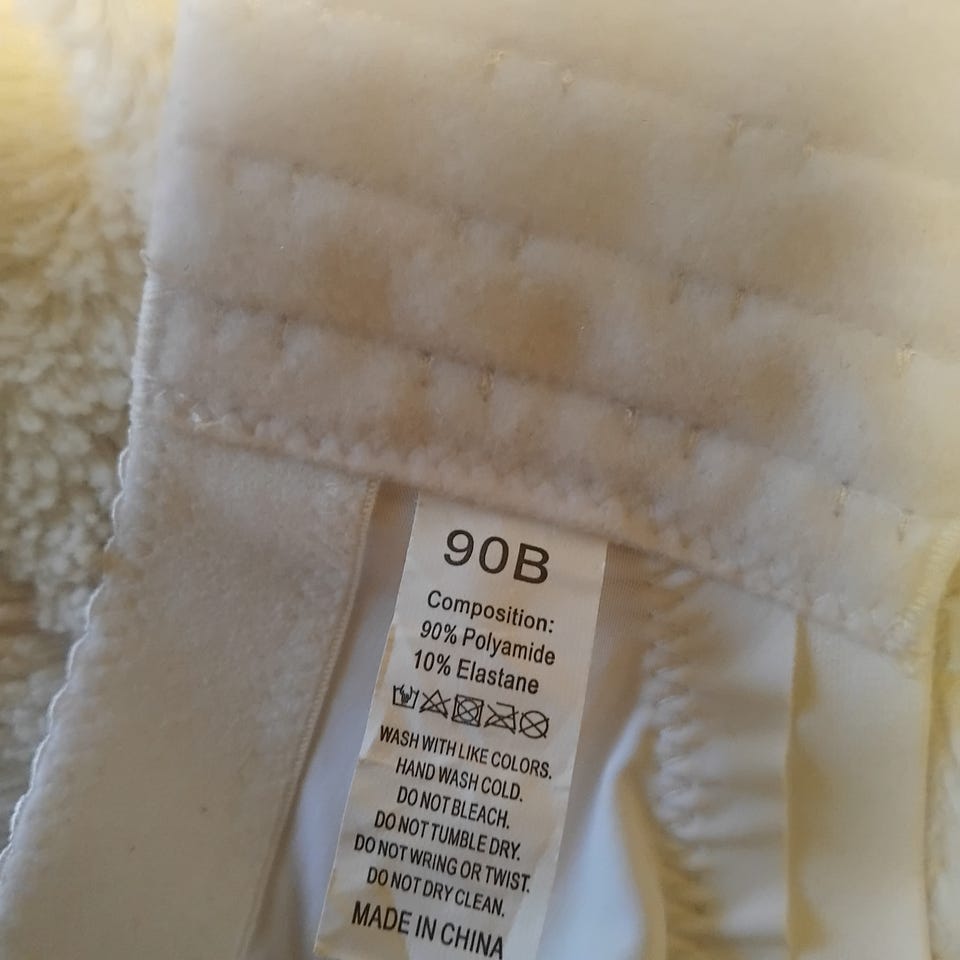 90B
Composition:
90% Polyamide
10% Elastane
WASH WITH LIKE COLORS.
HAND WASH COLD.
DO NOT BLEACH.
DO NOT TUMBLE DRY.
DO NOT WRING OR TWIST.
DO NOT DRY CLEAN.
MADE IN CHINA